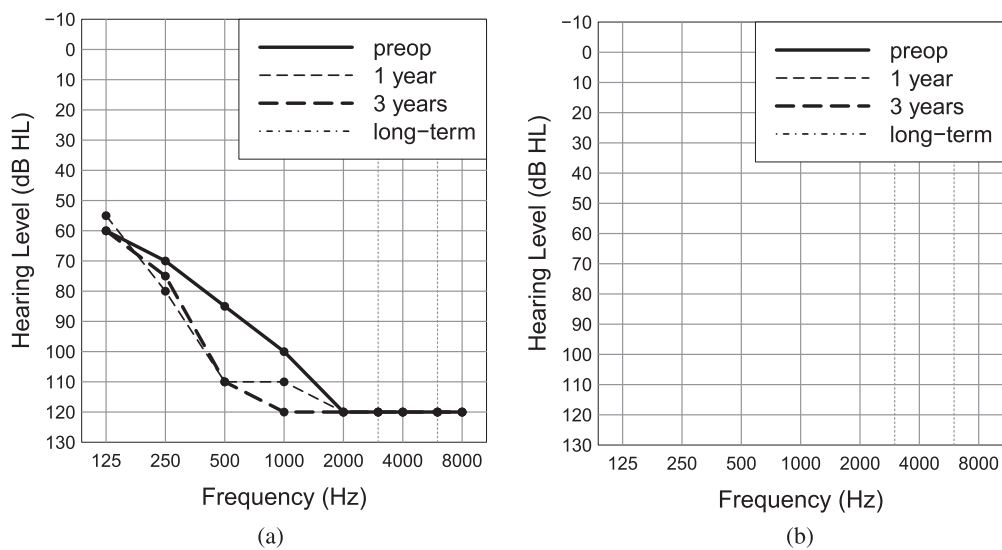 −10
0
10
20
30
40
50
60
70
80
90
100
110
120
130
Hearing Level (dB HL)
125 250 500 1000 2000 4000 8000
Frequency (Hz)
preop
1 year
3 years
long−term
(a)
−10
0
10
20
30
40
50
60
70
80
90
100
110
120
130
Hearing Level (dB HL)
125 250 500 1000 2000 4000 8000
Frequency (Hz)
preop
1 year
3 years
long−term
(b)